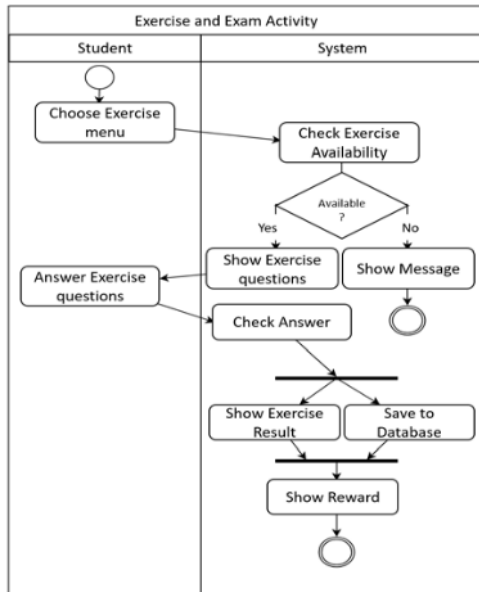 Exercise and Exam Activity
Student
System
Choose Exercise
menu
Check Exercise
Availability
Available
?
Yes
No
Answer Exercise
questions
Show Exercise
questions
Show Message
Check Answer
Show Exercise
Result
Save to
Database
Show Reward